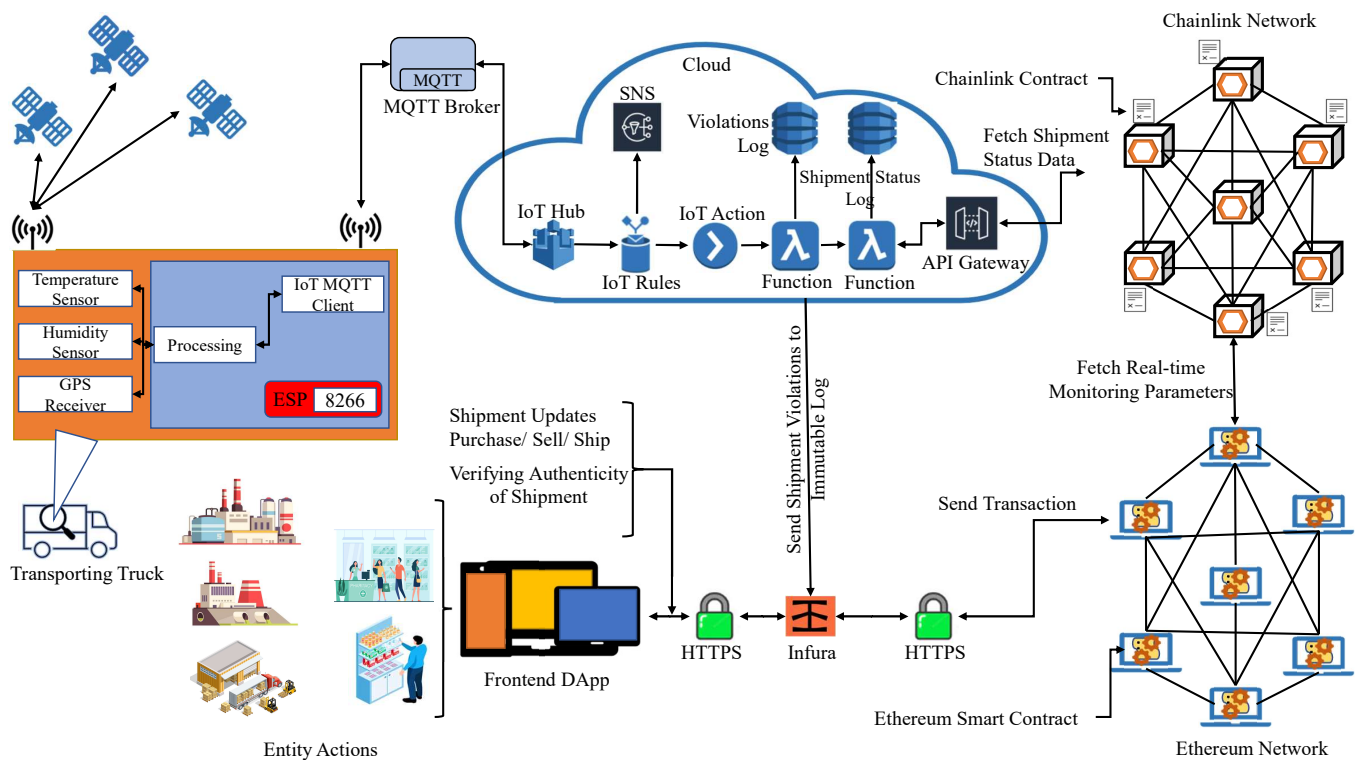 Chainlink Network
Cloud
MQTT
MQTT Broker
SNS
Violations
Log
Chainlink Contract
Fetch Shipment
Status Data
Shipment Status
Log
IoT Hub
IoT Rules
IoT Action
Function
Function
API Gateway
Temperature
Sensor
Humidity
Sensor
GPS
Receiver
Processing
IoT MQTT
Client
ESP
8266
Fetch Real-time
Monitoring Parameters
Send Shipment Violations to
Immutable Log
Shipment Updates
Purchase/ Sell/ Ship
Verifying Authenticity
of Shipment
Send Transaction
Transporting Truck
Frontend DApp
HTTPS
Infura
HTTPS
Ethereum Smart Contract
Entity Actions
Ethereum Network